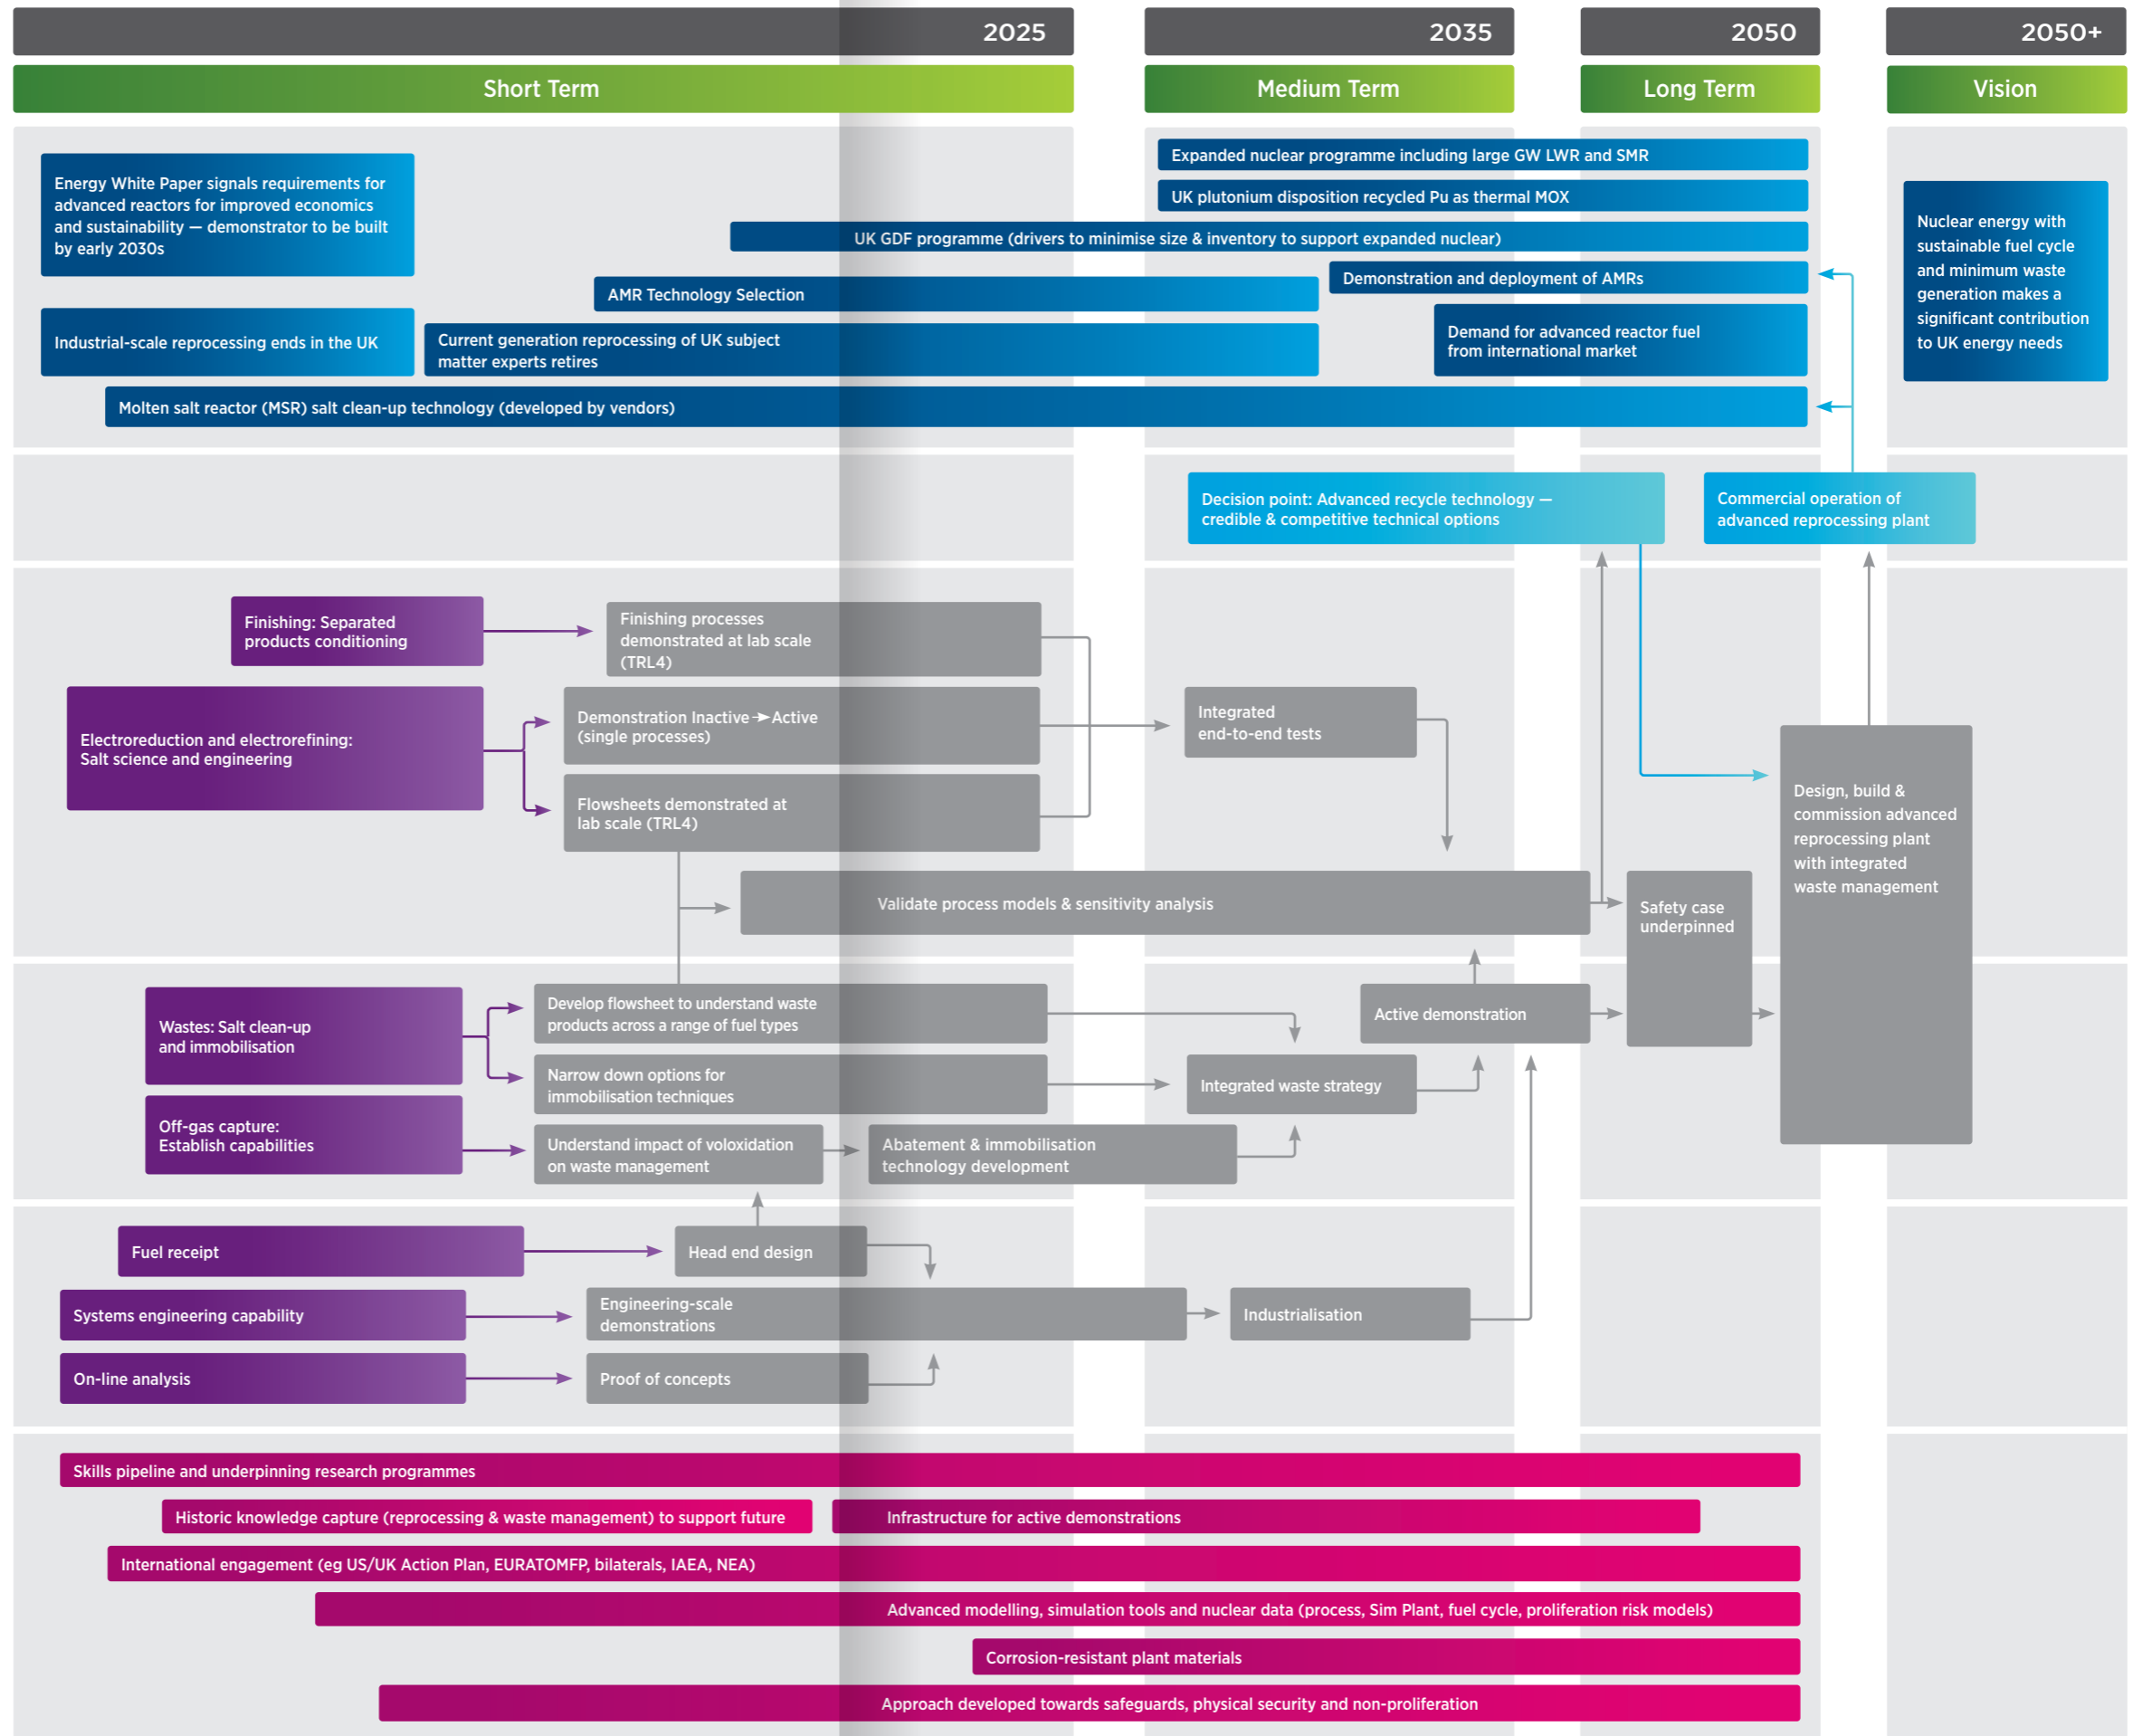 2025
2035
2050
2050+
Short Term
Medium Term
Long Term
Vision
Energy White Paper signals requirements for
advanced reactors for improved economics
and sustainability — demonstrator to be built
by early 2030s
Expanded nuclear programme including large GW LWR and SMR
UK plutonium disposition recycled Pu as thermal MOX
UK GDF programme (drivers to minimise size & inventory to support expanded nuclear)
AMR Technology Selection
Demonstration and deployment of AMRs
Industrial-scale reprocessing ends in the UK
Current generation reprocessing of UK subject
matter experts retires
Demand for advanced reactor fuel
from international market
Molten salt reactor (MSR) salt clean-up technology (developed by vendors)
Nuclear energy with
sustainable fuel cycle
and minimum waste
generation makes a
significant contribution
to UK energy needs
Decision point: Advanced recycle technology —
credible & competitive technical options
Commercial operation of
advanced reprocessing plant
Finishing: Separated
products conditioning
Finishing processes
demonstrated at lab scale
(TRL4)
Electroreduction and electrorefining:
Salt science and engineering
Demonstration Inactive ➛ Active
(single processes)
Flowsheets demonstrated at
lab scale (TRL4)
Integrated
end-to-end tests
Validate process models & sensitivity analysis
Safety case
underpinned
Design, build &
commission advanced
reprocessing plant
with integrated
waste management
Wastes: Salt clean-up
and immobilisation
Develop flowsheet to understand waste
products across a range of fuel types
Narrow down options for
immobilisation techniques
Active demonstration
Integrated waste strategy
Off-gas capture:
Establish capabilities
Understand impact of voloxidation
on waste management
Abatement & immobilisation
technology development
Fuel receipt
Head end design
Systems engineering capability
Engineering-scale
demonstrations
Industrialisation
On-line analysis
Proof of concepts
Skills pipeline and underpinning research programmes
Historic knowledge capture (reprocessing & waste management) to support future
Infrastructure for active demonstrations
International engagement (eg US/UK Action Plan, EURATOMFP, bilaterals, IAEA, NEA)
Advanced modelling, simulation tools and nuclear data (process, Sim Plant, fuel cycle, proliferation risk models)
Corrosion-resistant plant materials
Approach developed towards safeguards, physical security and non-proliferation